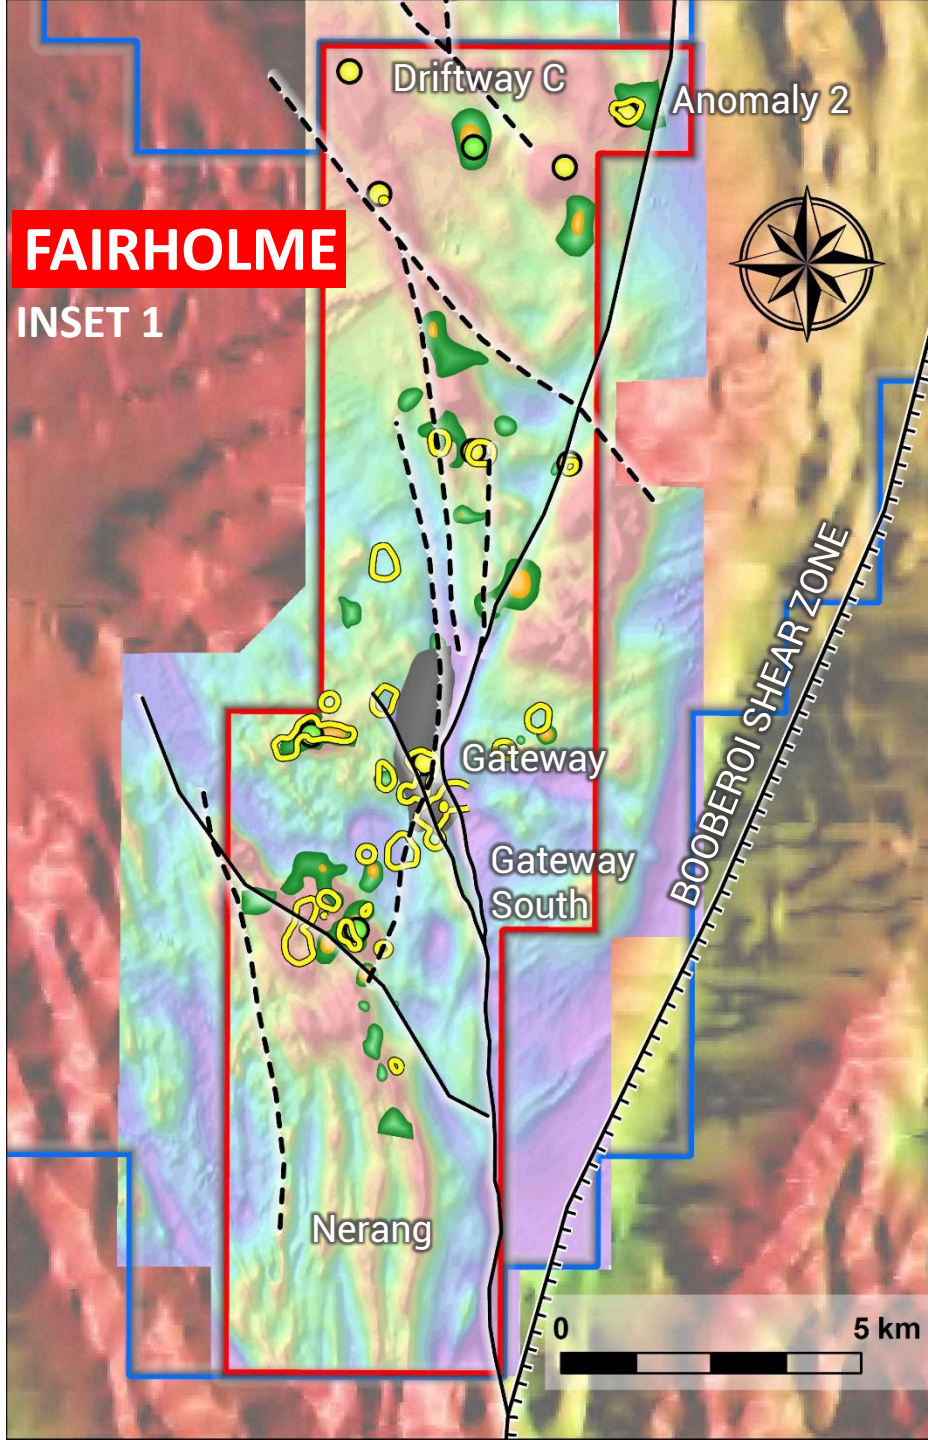 Driftway C
Anomaly 2
FAIRHOLME
INSET 1
BOOBEROI SHEAR ZONE
Gateway
Gateway
South
Nerang
0
5 km